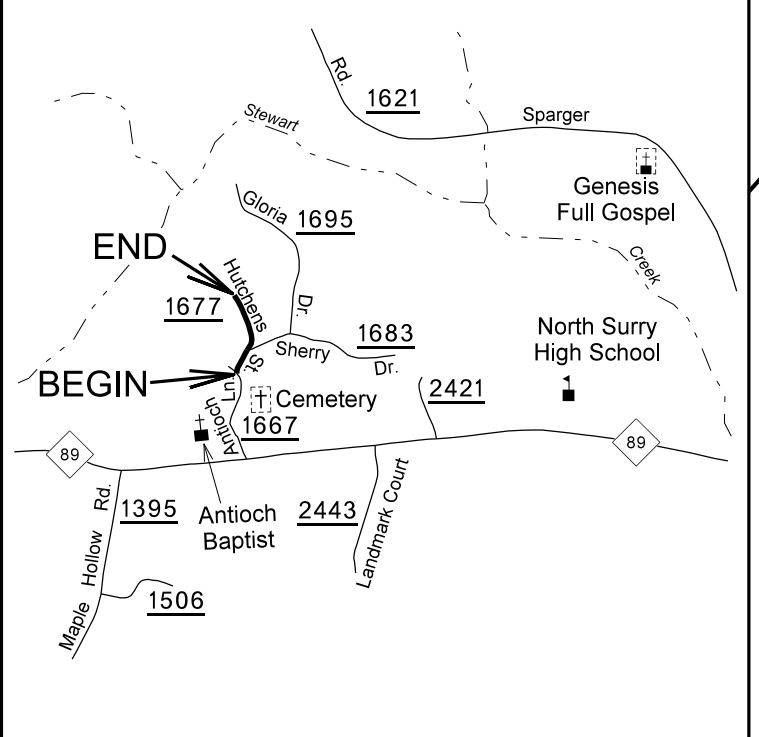 Rd.
1621
Stewart
Sparger
Genesis
Full Gospel
Gloria
1695
END
Hutchens
Creek
1677
Dr.
North Surry
High School
1683
Sherry
St.
Dr.
BEGIN
Ln.
2421
Cemetery
Antioch
1667
89
89
Rd.
1395
Antioch
Baptist
2443
Landmark Court
Hollow
1506
Maple